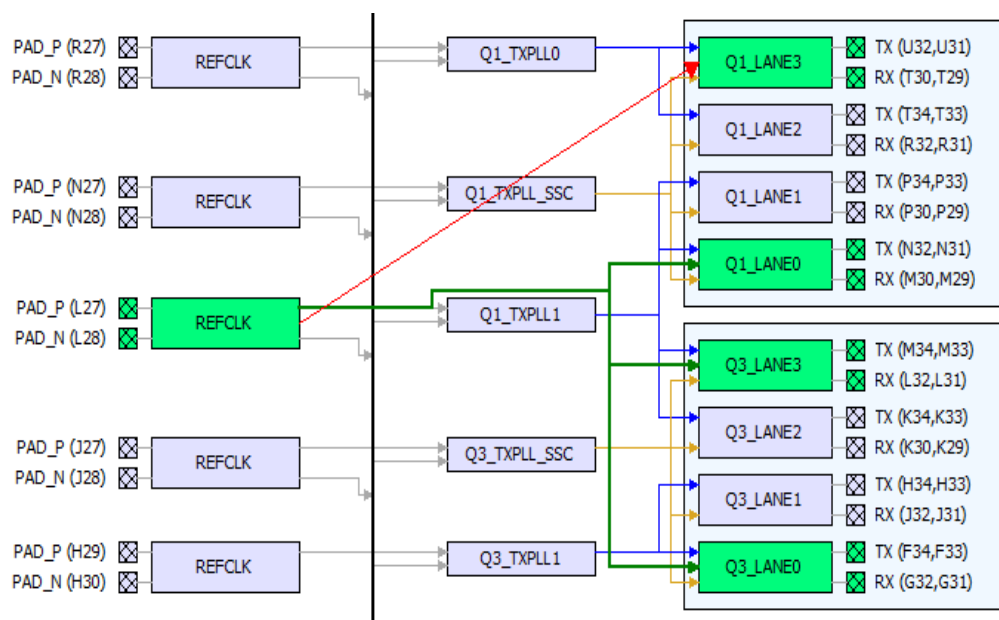 PAD_P (R27)
PAD_N (R28)
REFCLK
Q1_TXPLL0
Q1_LANE3
TX (U32,U31)
RX (T30,T29)
Q1_LANE2
TX (T34,T33)
RX (R32,R31)
PAD_P (N27)
PAD_N (N28)
REFCLK
Q1_TXPLL_SSC
Q1_LANE1
TX (P34,P33)
RX (P30,P29)
Q1_LANE0
TX (N32,N31)
RX (M30,M29)
PAD_P (L27)
PAD_N (L28)
REFCLK
Q1_TXPLL1
Q3_LANE3
TX (M34,M33)
RX (L32,L31)
Q3_LANE2
TX (K34,K33)
RX (K30,K29)
PAD_P (J27)
PAD_N (J28)
REFCLK
Q3_TXPLL_SSC
Q3_LANE1
TX (H34,H33)
RX (J32,J31)
PAD_P (H29)
PAD_N (H30)
REFCLK
Q3_TXPLL1
Q3_LANE0
TX (F34,F33)
RX (G32,G31)